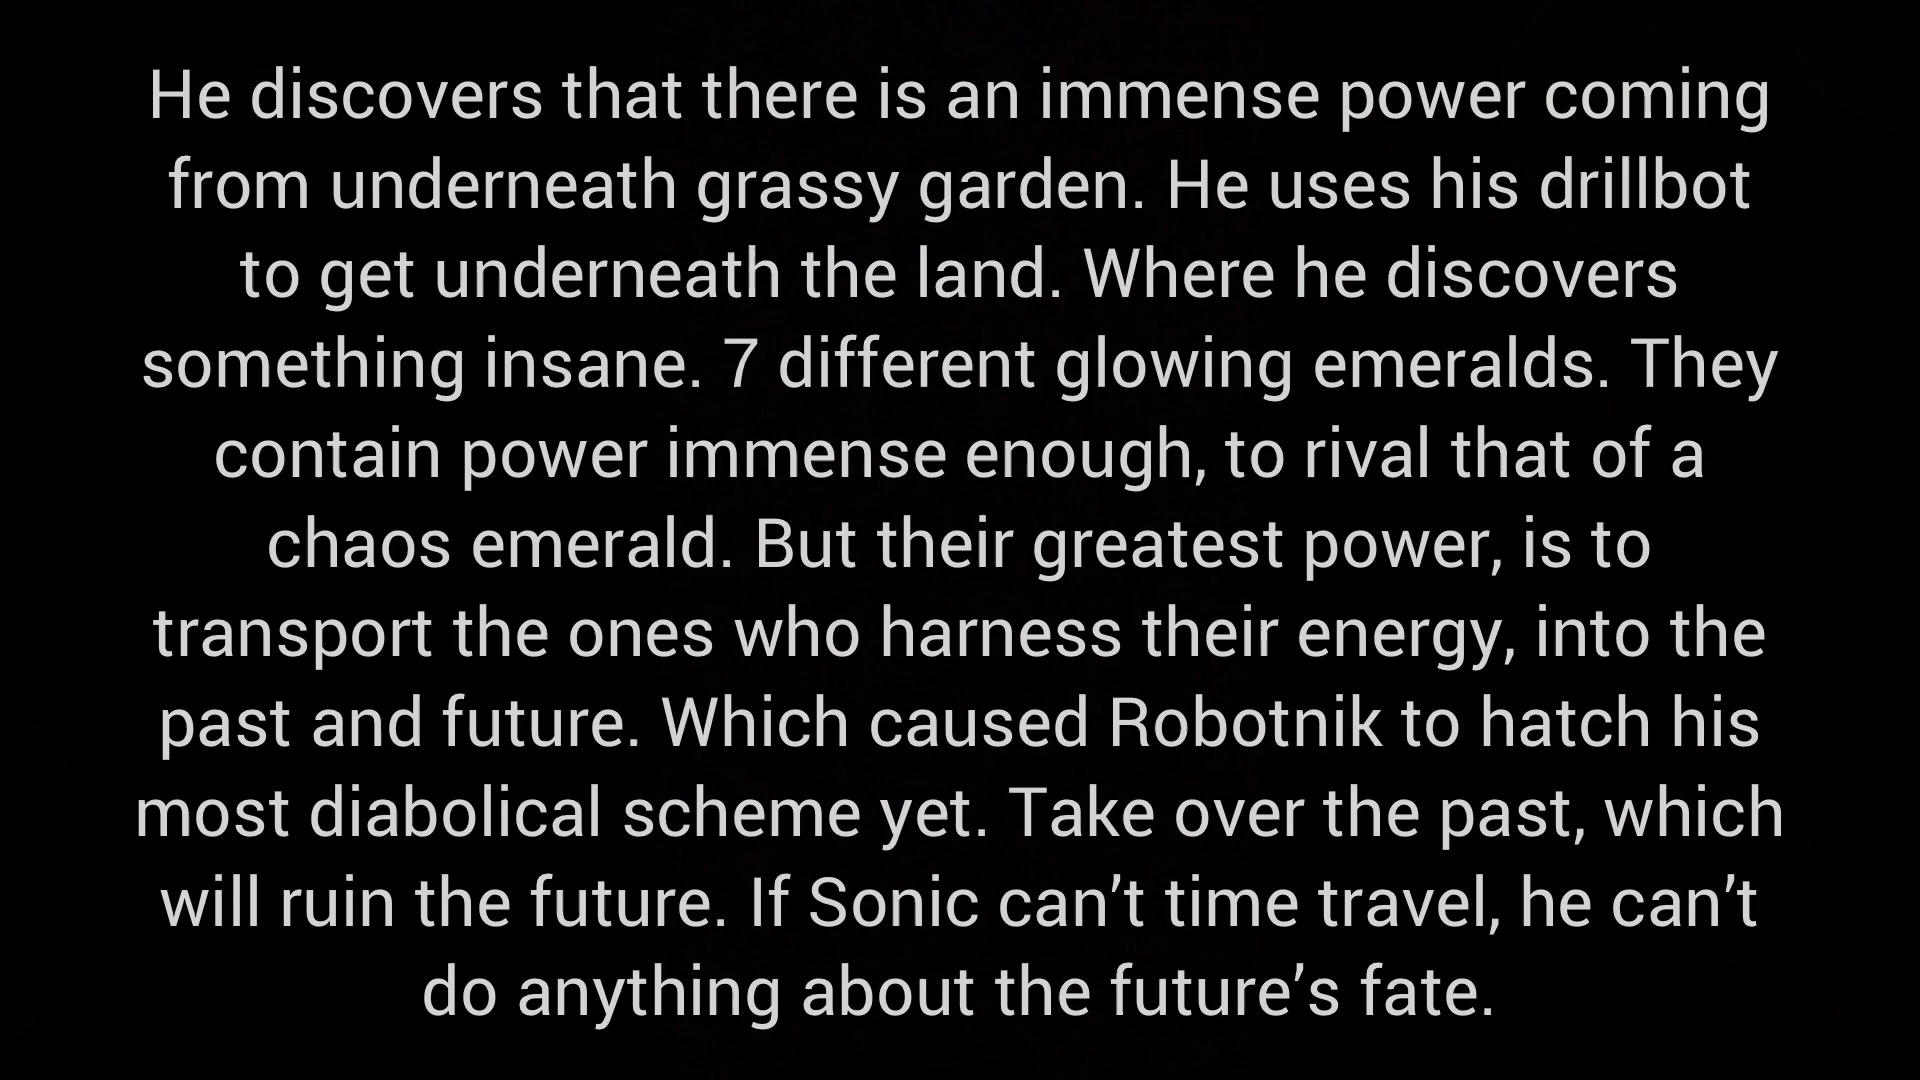 He discovers that there is an immense power coming
from underneath grassy garden. He uses his drillbot
to get underneath the land. Where he discovers
something insane. 7 different glowing emeralds. They
contain power immense enough, to rival that of a
chaos emerald. But their greatest power, is to
transport the ones who harness their energy, into the
past and future. Which caused Robotnik to hatch his
most diabolical scheme yet. Take over the past, which
will ruin the future. If Sonic can’t time travel, he can’t
do anything about the future’s fate.